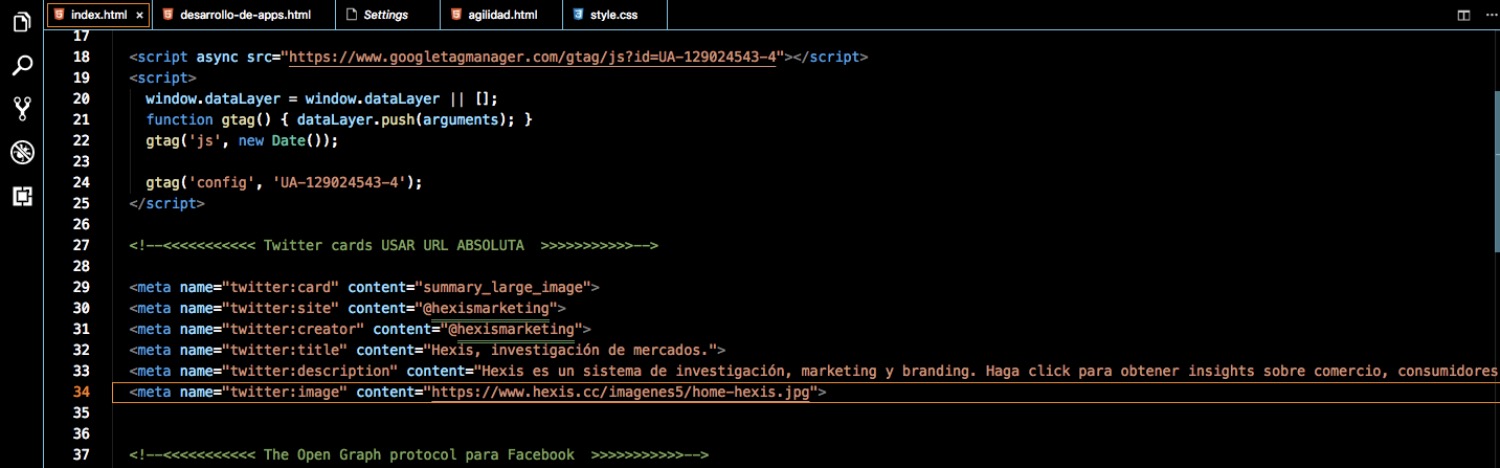 index.html × desarrollo-de-apps.html Settings agilidad.html style.css
17
18 <script async src="https://www.googletagmanager.com/gtag/js?id=UA-129024543-4"></script>
19 <script>
20 window.dataLayer = window.dataLayer || [];
21 function gtag() { dataLayer.push(arguments); }
22 gtag('js', new Date());
23
24 gtag('config', 'UA-129024543-4');
25 </script>
26
27 <!--<<<<<<<<<<< Twitter cards USAR URL ABSOLUTA >>>>>>>>>>>-->
28
29 <meta name="twitter:card" content="summary_large_image">
30 <meta name="twitter:site" content="@hexismarketing">
31 <meta name="twitter:creator" content="@hexismarketing">
32 <meta name="twitter:title" content="Hexis, investigación de mercados.">
33 <meta name="twitter:description" content="Hexis es un sistema de investigación, marketing y branding. Haga click para obtener insights sobre comercio, consumidores
34 <meta name="twitter:image" content="https://www.hexis.cc/imagenes5/home-hexis.jpg">
35
36
37 <!--<<<<<<<<<<< The Open Graph protocol para Facebook >>>>>>>>>>>-->